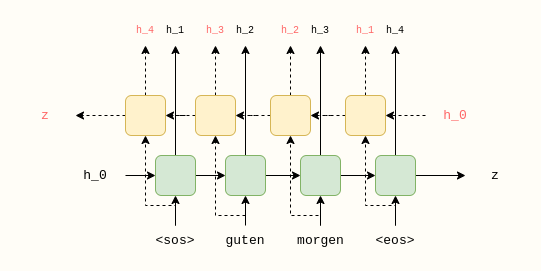 h_4 h_1 h_3 h_2 h_2 h_3 h_1 h_4
z h_0
h_0 z
<sos> guten morgen <eos>